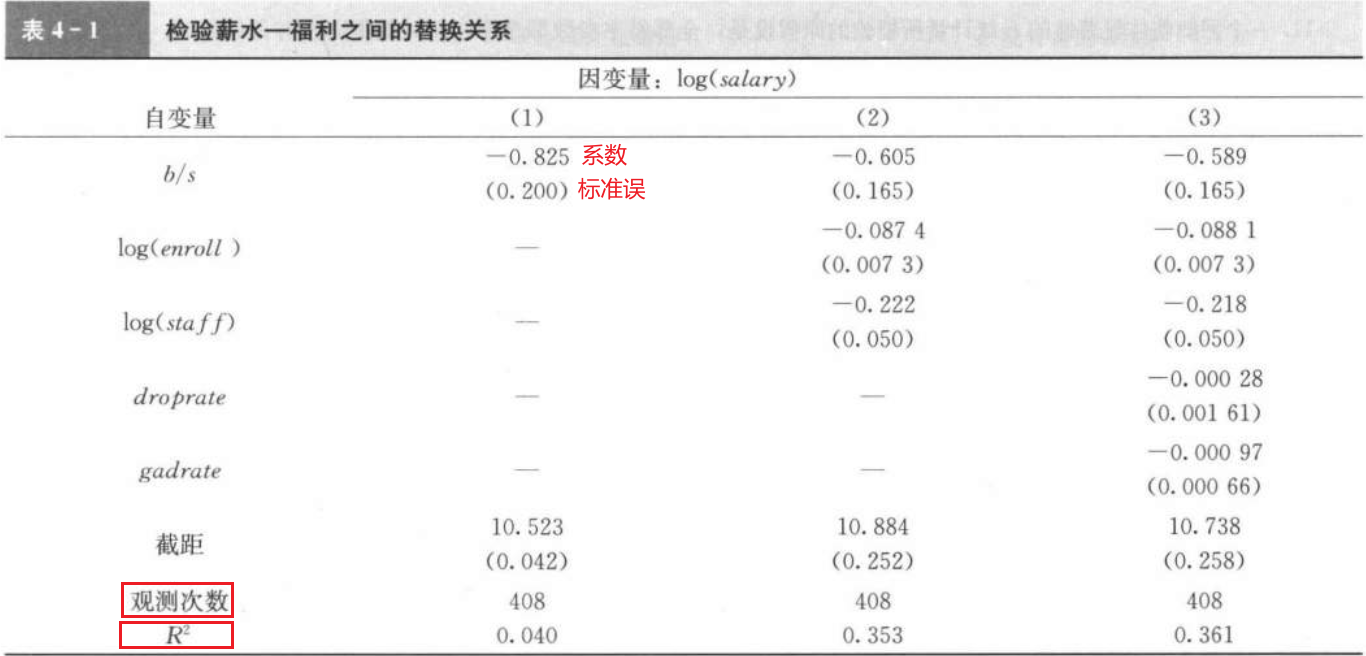 表 4-1 检验薪水—福利之间的替换关系
因变量：log(salary)
自变量 (1) (2) (3)
b/s —0.825 系数 —0.605 —0.589
(0.200) 标准误 (0.165) (0.165)
log(enroll ) — —0.087 4 —0.088 1
(0.007 3) (0.007 3)
log(staff) — —0.222 —0.218
(0.050) (0.050)
droprate — — —0.000 28
(0.001 61)
gadrate — — —0.000 97
(0.000 66)
截距 10.523 10.884 10.738
(0.042) (0.252) (0.258)
观测次数 408 408 408
R² 0.040 0.353 0.361